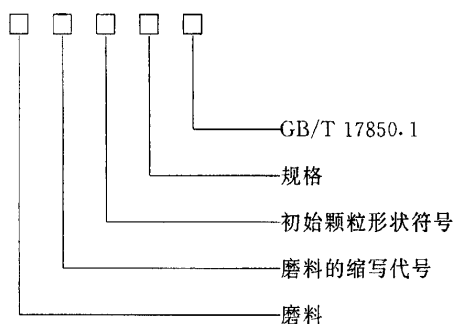 GB/T 17850.1
规格
初始颗粒形状符号
磨料的缩写代号
磨料